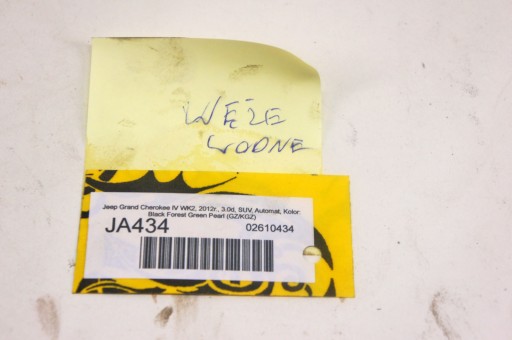 WĘŻE
WODNE
Jeep Grand Cherokee IV WK2, 2012r., 3.0d, SUV, Automat, Kolor:
Black Forest Green Pearl (GZ/KGZ)
JA434
02610434